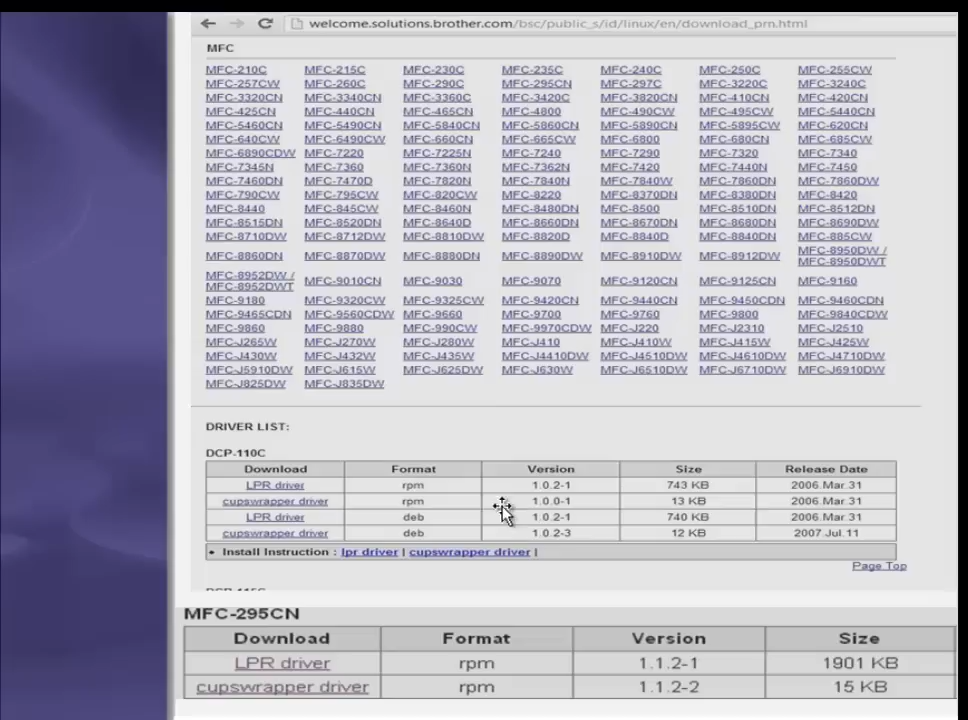 welcome.solutions.brother.com/bsc/public_s/id/linux/en/download_prn.html
MFC
MFC-210C MFC-215C MFC-230C MFC-235C MFC-240C MFC-250C MFC-255CW
MFC-257CW MFC-260C MFC-290C MFC-295CN MFC-297C MFC-3220C MFC-3240C
MFC-3320CN MFC-3340CN MFC-3360C MFC-3420C MFC-3820CN MFC-410CN MFC-420CN
MFC-425CN MFC-440CN MFC-465CN MFC-4800 MFC-490CW MFC-495CW MFC-5440CN
MFC-5460CN MFC-5490CN MFC-5840CN MFC-5860CN MFC-5890CN MFC-5895CW MFC-620CN
MFC-640CW MFC-6490CW MFC-660CN MFC-665CW MFC-6800 MFC-680CN MFC-685CW
MFC-6890CDW MFC-7220 MFC-7225N MFC-7240 MFC-7290 MFC-7320 MFC-7340
MFC-7345N MFC-7360 MFC-7360N MFC-7362N MFC-7420 MFC-7440N MFC-7450
MFC-7460DN MFC-7470D MFC-7820N MFC-7840N MFC-7840W MFC-7860DN MFC-7860DW
MFC-790CW MFC-795CW MFC-820CW MFC-8220 MFC-8370DN MFC-8380DN MFC-8420
MFC-8440 MFC-845CW MFC-8460N MFC-8480DN MFC-8500 MFC-8510DN MFC-8512DN
MFC-8515DN MFC-8520DN MFC-8640D MFC-8660DN MFC-8670DN MFC-8680DN MFC-8690DW
MFC-8710DW MFC-8712DW MFC-8810DW MFC-8820D MFC-8840D MFC-8840DN MFC-885CW
MFC-8860DN MFC-8870DW MFC-8880DN MFC-8890DW MFC-8910DW MFC-8912DW MFC-8950DW / MFC-8950DWT
MFC-8952DW / MFC-8952DWT MFC-9010CN MFC-9030 MFC-9070 MFC-9120CN MFC-9125CN MFC-9160
MFC-9180 MFC-9320CW MFC-9325CW MFC-9420CN MFC-9440CN MFC-9450CDN MFC-9460CDN
MFC-9465CDN MFC-9560CDW MFC-9660 MFC-9700 MFC-9760 MFC-9800 MFC-9840CDW
MFC-9860 MFC-9880 MFC-990CW MFC-9970CDW MFC-J220 MFC-J2310 MFC-J2510
MFC-J265W MFC-J270W MFC-J280W MFC-J410 MFC-J410W MFC-J415W MFC-J425W
MFC-J430W MFC-J432W MFC-J435W MFC-J4410DW MFC-J4510DW MFC-J4610DW MFC-J4710DW
MFC-J5910DW MFC-J615W MFC-J625DW MFC-J630W MFC-J6510DW MFC-J6710DW MFC-J6910DW
MFC-J825DW MFC-J835DW
DRIVER LIST:
DCP-110C
Download Format Version Size Release Date
LPR driver rpm 1.0.2-1 743 KB 2006.Mar.31
cupswrapper driver rpm 1.0.0-1 13 KB 2006.Mar.31
LPR driver deb 1.0.2-1 740 KB 2006.Mar.31
cupswrapper driver deb 1.0.2-3 12 KB 2007.Jul.11
• Install Instruction : lpr driver | cupswrapper driver |
Page Top
MFC-295CN
Download Format Version Size
LPR driver rpm 1.1.2-1 1901 KB
cupswrapper driver rpm 1.1.2-2 15 KB